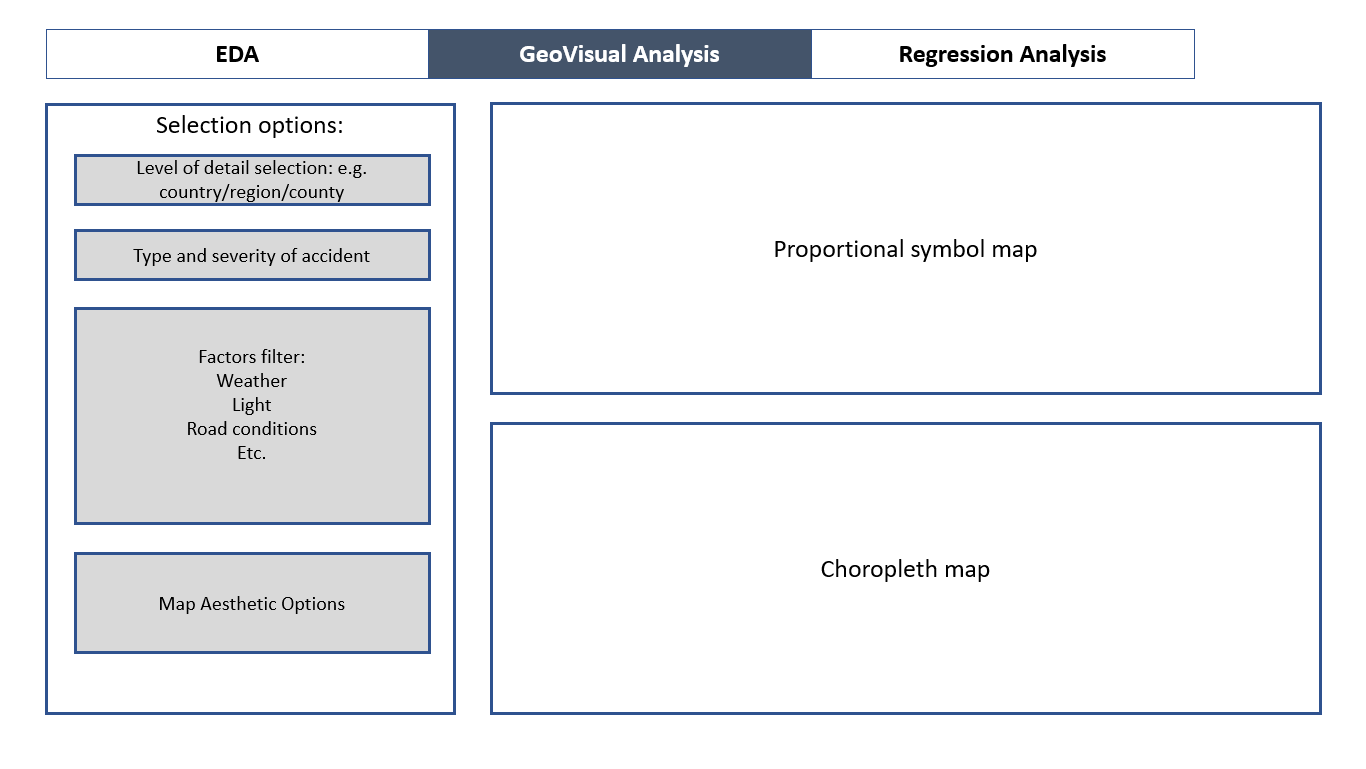 EDA
GeoVisual Analysis
Regression Analysis
Selection options:
Level of detail selection: e.g.
country/region/county
Type and severity of accident
Factors filter:
Weather
Light
Road conditions
Etc.
Map Aesthetic Options
Proportional symbol map
Choropleth map